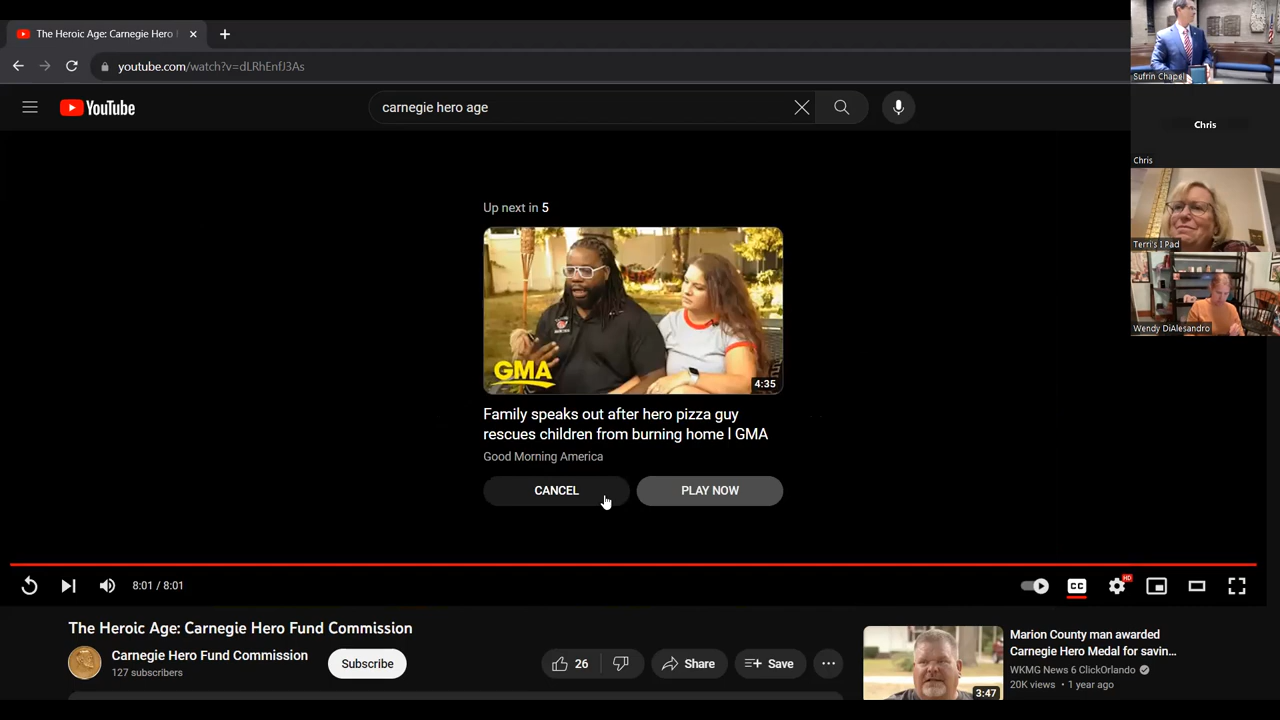 The Heroic Age: Carnegie Hero
youtube.com/watch?v=dLRhEnfJ3As
YouTube
carnegie hero age
Sufrin Chapel
Chris
Chris
Terri's I Pad
Wendy DiAlesandro
Up next in 5
GMA
4:35
Family speaks out after hero pizza guy
rescues children from burning home l GMA
Good Morning America
CANCEL
PLAY NOW
8:01 / 8:01
CC
HD
The Heroic Age: Carnegie Hero Fund Commission
Carnegie Hero Fund Commission
127 subscribers
Subscribe
26
Share
Save
3:47
Marion County man awarded
Carnegie Hero Medal for savin...
WKMG News 6 ClickOrlando
20K views • 1 year ago